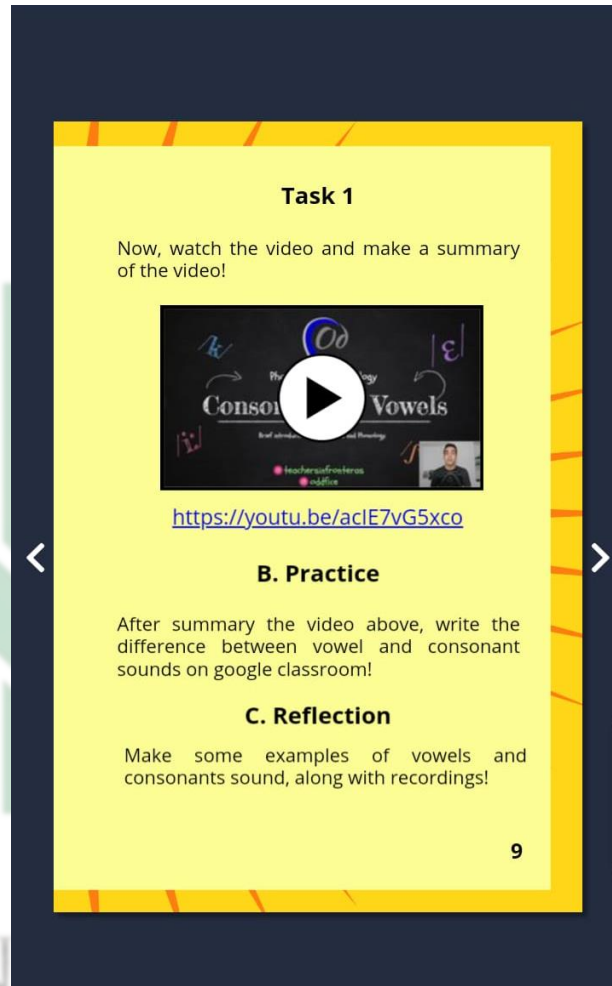 Task 1
Now, watch the video and make a summary
of the video!
Consonants Vowels
teachersinfronteras
oddfice
https://youtu.be/acIE7vG5xco
B. Practice
After summary the video above, write the
difference between vowel and consonant
sounds on google classroom!
C. Reflection
Make some examples of vowels and
consonants sound, along with recordings!
9